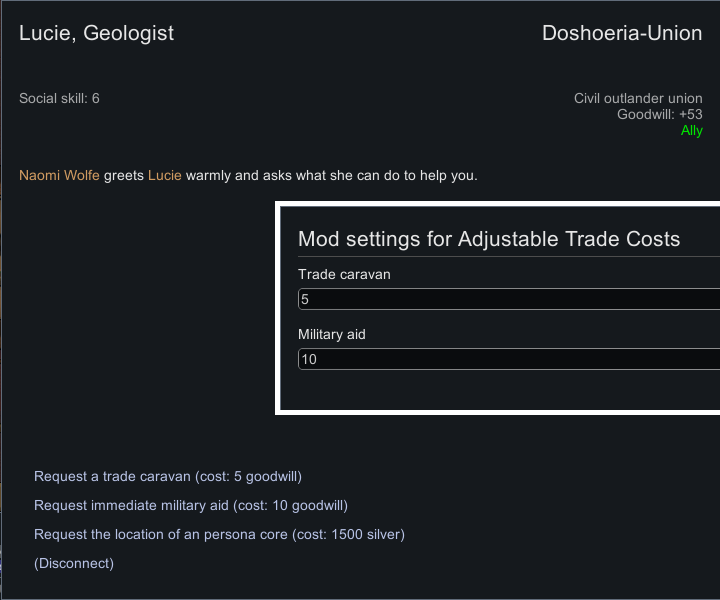 Lucie, Geologist
Doshoeria-Union
Social skill: 6
Civil outlander union
Goodwill: +53
Ally
Naomi Wolfe greets Lucie warmly and asks what she can do to help you.
Mod settings for Adjustable Trade Costs
Trade caravan
5
Military aid
10
Request a trade caravan (cost: 5 goodwill)
Request immediate military aid (cost: 10 goodwill)
Request the location of an persona core (cost: 1500 silver)
(Disconnect)